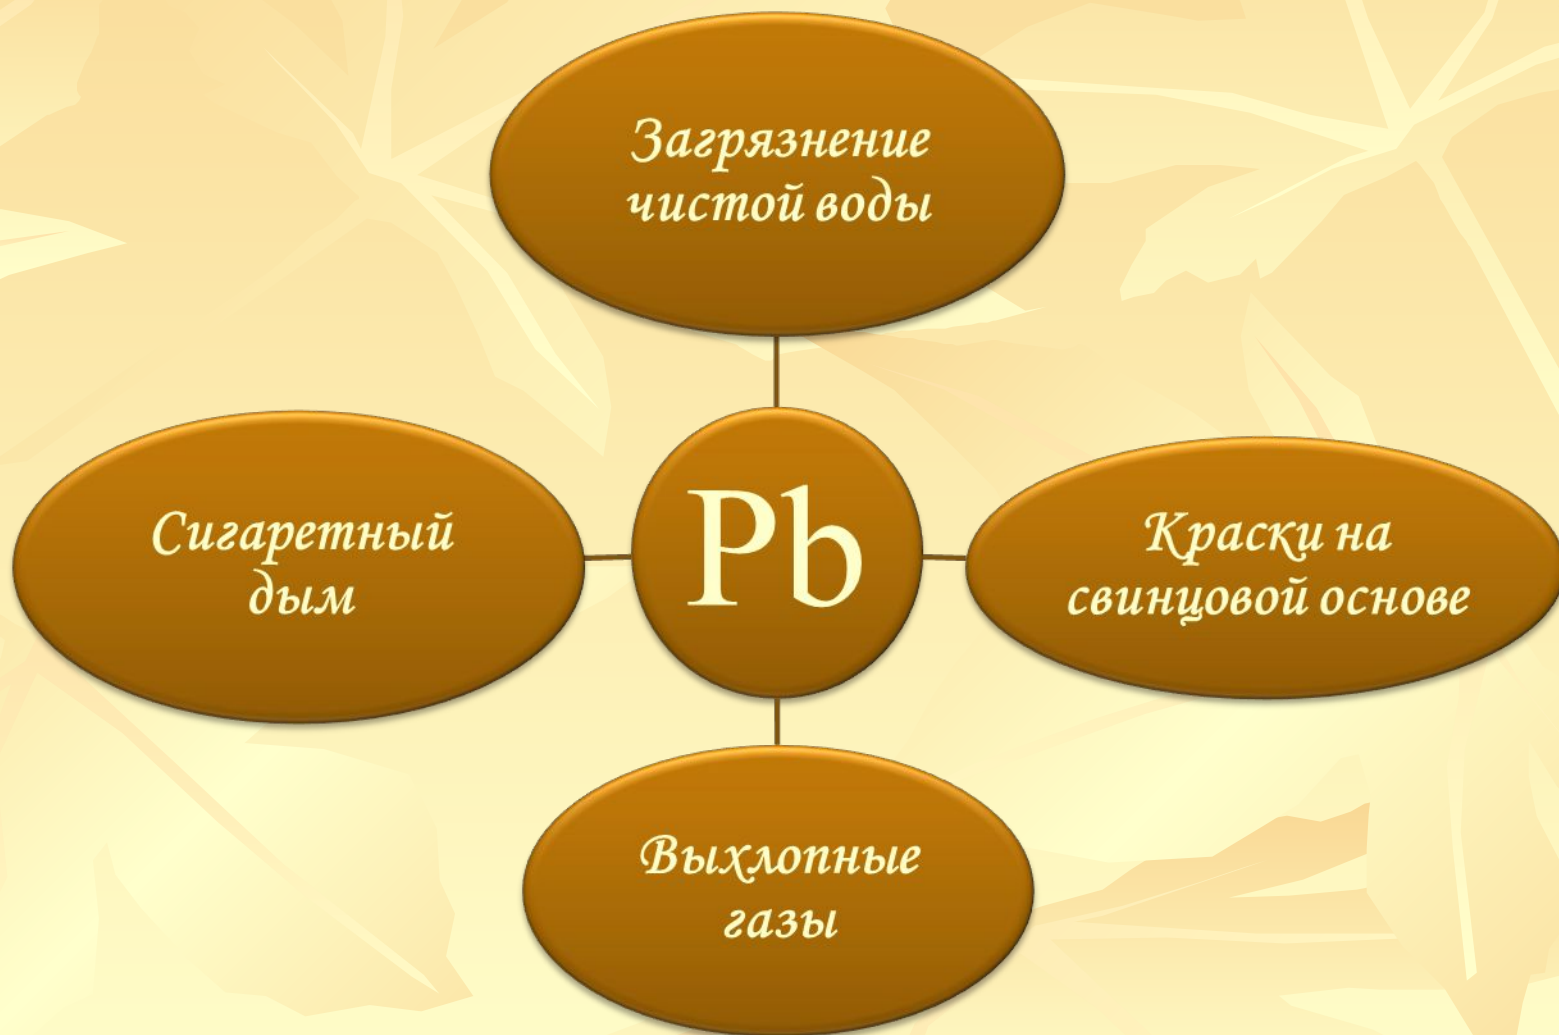 Загрязнение
чистой воды
Сигаретный
дым
Pb
Краски на
свинцовой основе
Выхлопные
газы